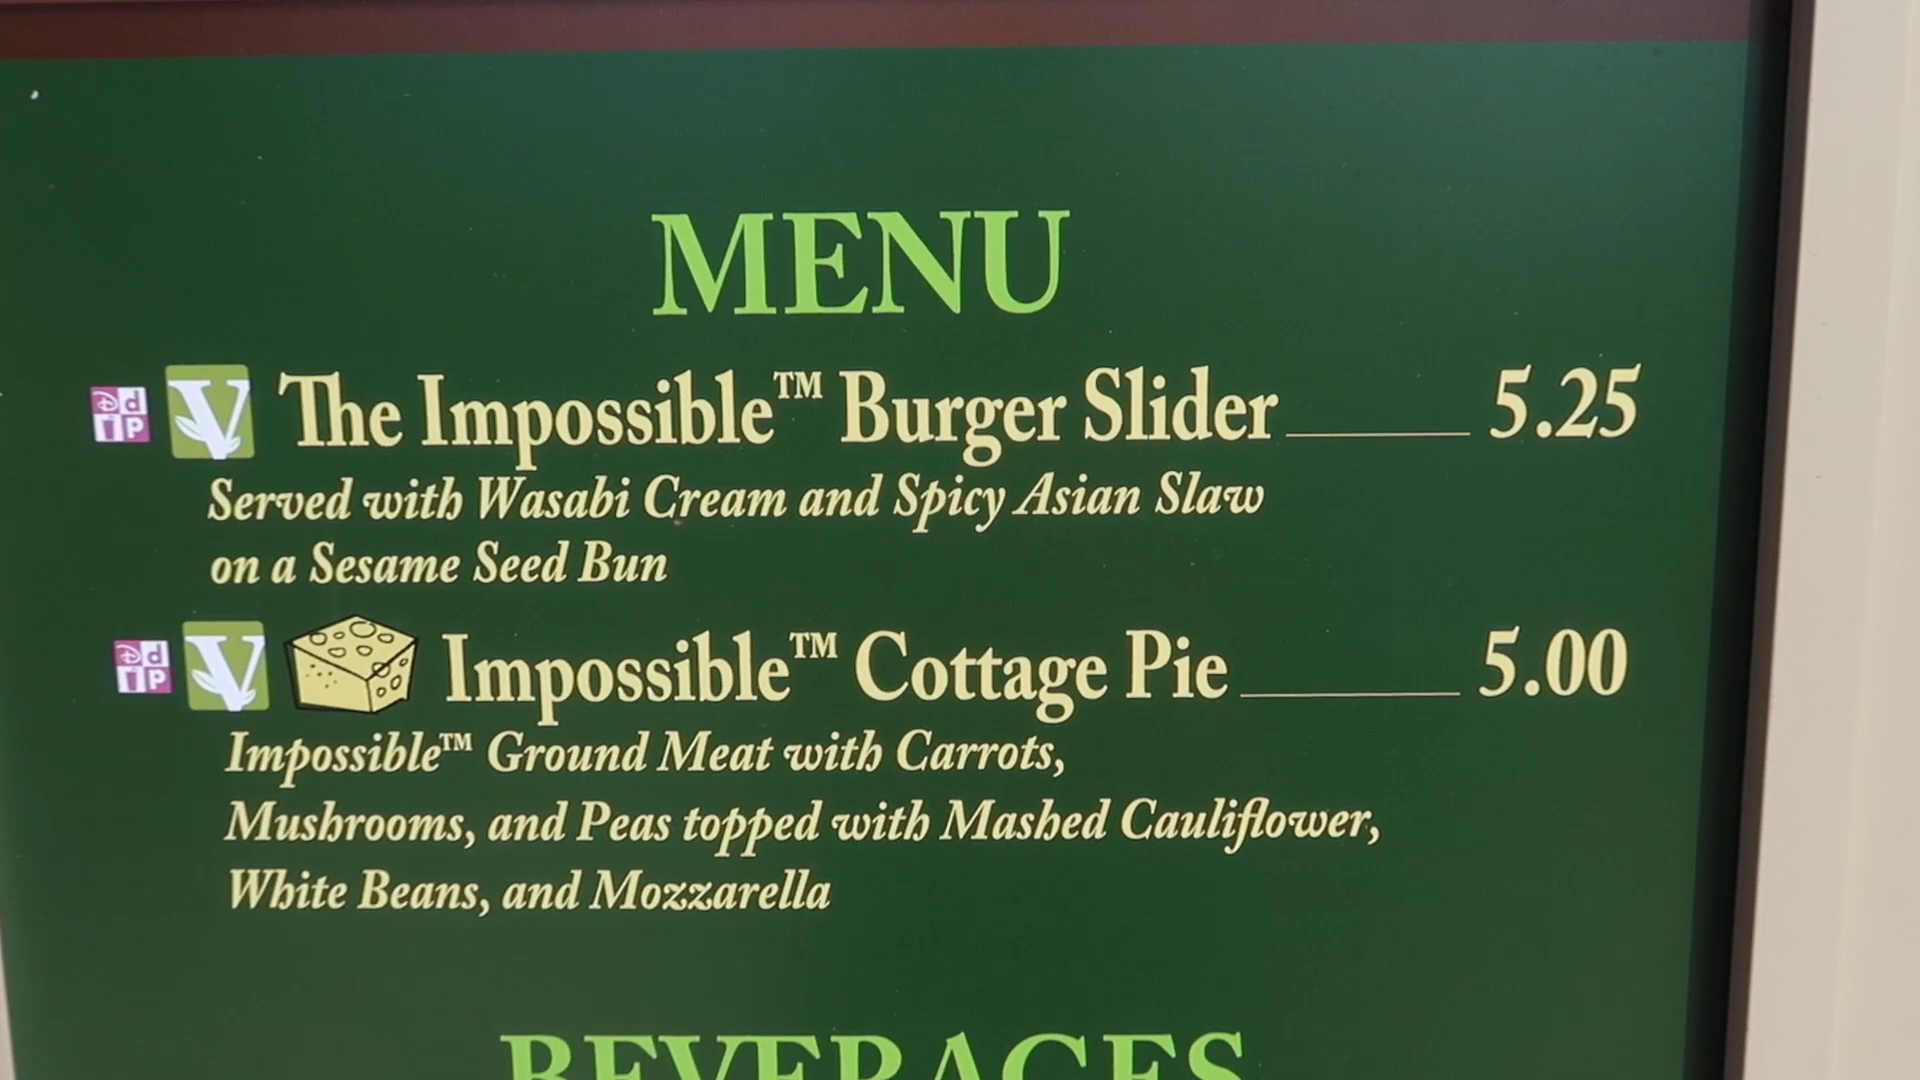 MENU
The Impossible™ Burger Slider 5.25
Served with Wasabi Cream and Spicy Asian Slaw
on a Sesame Seed Bun
Impossible™ Cottage Pie 5.00
Impossible™ Ground Meat with Carrots,
Mushrooms, and Peas topped with Mashed Cauliflower,
White Beans, and Mozzarella
BEVERAGES